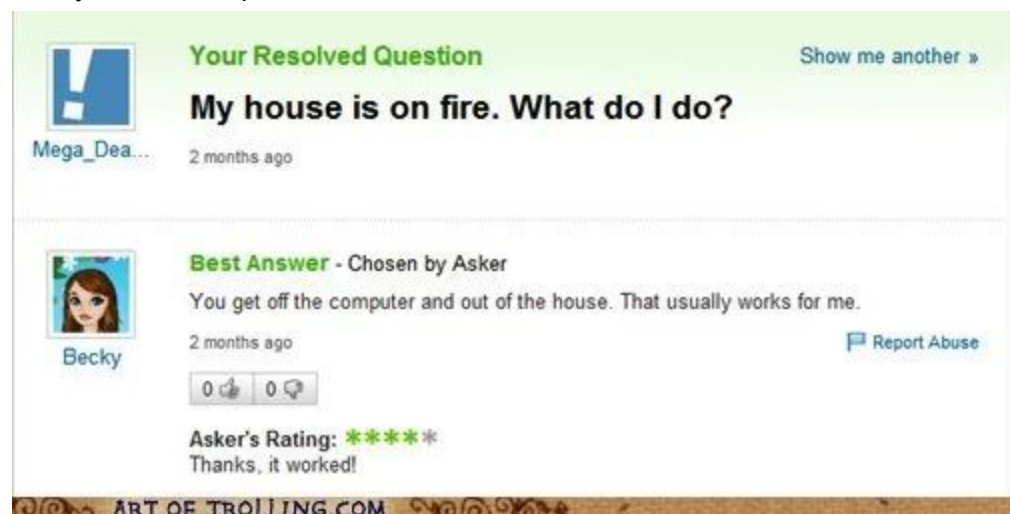 Your Resolved Question
Show me another »
My house is on fire. What do I do?
Mega_Dea...
2 months ago
Best Answer - Chosen by Asker
You get off the computer and out of the house. That usually works for me.
2 months ago
Report Abuse
Becky
0 0
Asker's Rating: *****
Thanks, it worked!
ART OF TROLLING.COM